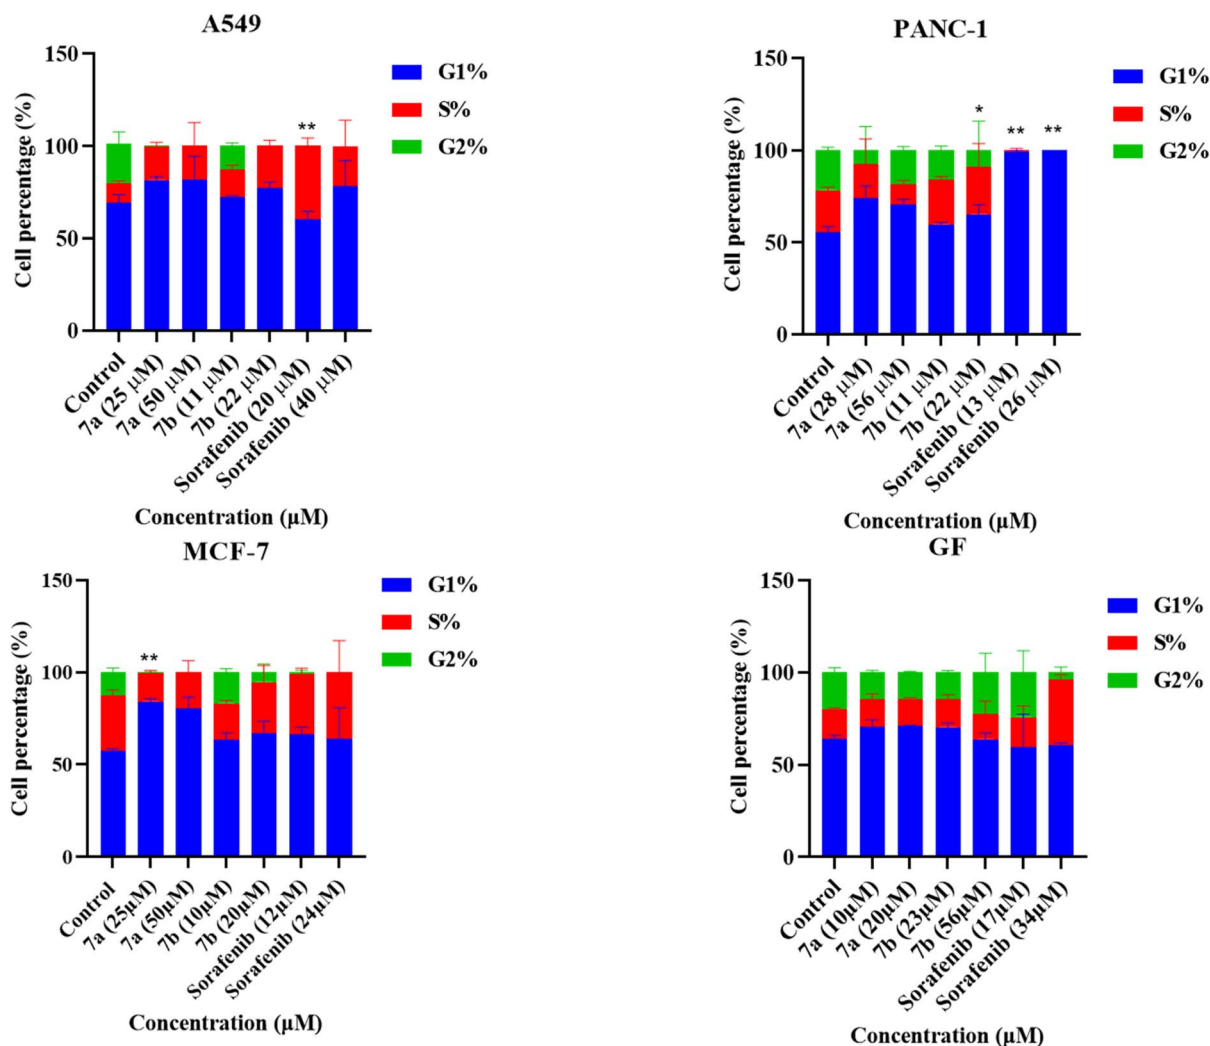 A549
150
100
50
0
Cell percentage (%)
**
G1%
S%
G2%
Control
7a (25 μM)
7a (50 μM)
7b (11 μM)
7b (22 μM)
Sorafenib (20 μM)
Sorafenib (40 μM)
Concentration (μM)
PANC-1
150
100
50
0
Cell percentage (%)
*
**
**
G1%
S%
G2%
Control
7a (28 μM)
7a (56 μM)
7b (11 μM)
7b (22 μM)
Sorafenib (13 μM)
Sorafenib (26 μM)
Concentration (μM)
MCF-7
150
100
50
0
Cell percentage (%)
**
G1%
S%
G2%
Control
7a (25μM)
7a (50μM)
7b (10μM)
7b (20μM)
Sorafenib (12μM)
Sorafenib (24μM)
Concentration (μM)
GF
150
100
50
0
Cell percentage (%)
G1%
S%
G2%
Control
7a (10μM)
7a (20μM)
7b (23μM)
7b (56μM)
Sorafenib (17μM)
Sorafenib (34μM)
Concentration (μM)